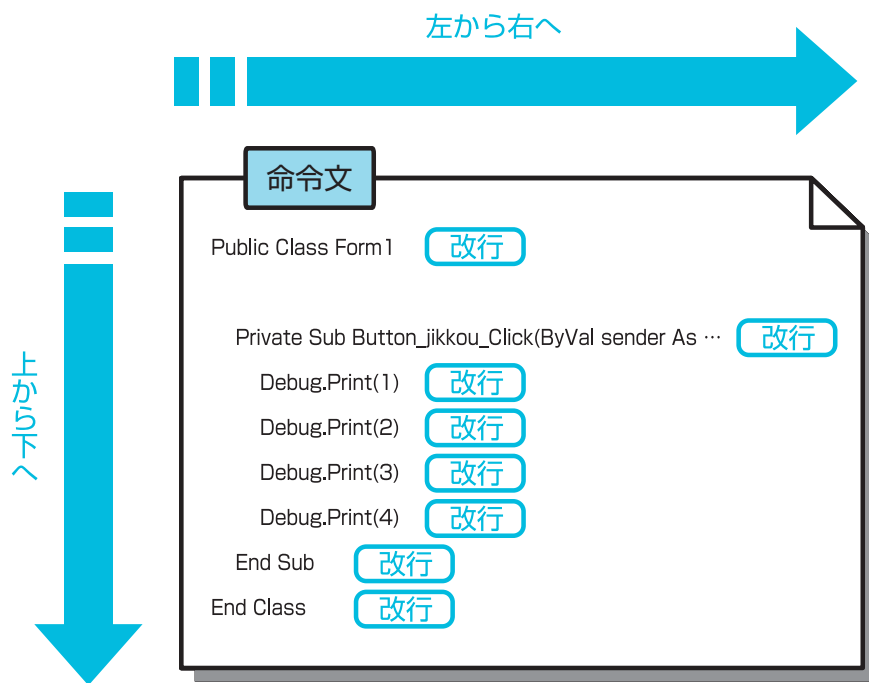 左から右へ
命令文
上から下へ
Public Class Form1 改行
Private Sub Button_jikkou_Click(ByVal sender As … 改行
Debug.Print(1) 改行
Debug.Print(2) 改行
Debug.Print(3) 改行
Debug.Print(4) 改行
End Sub 改行
End Class 改行